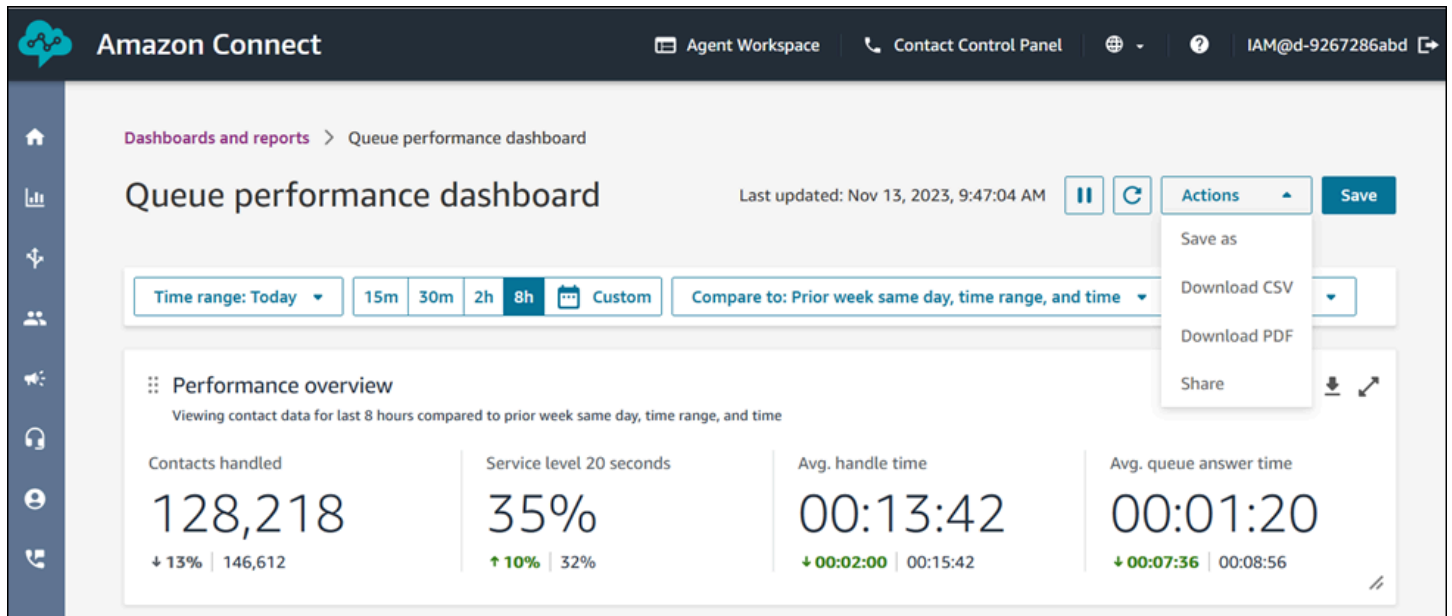 Amazon Connect
Agent Workspace
Contact Control Panel
IAM@d-9267286abd
Dashboards and reports > Queue performance dashboard
Queue performance dashboard
Last updated: Nov 13, 2023, 9:47:04 AM
Actions
Save
Save as
Download CSV
Download PDF
Share
Time range: Today
15m 30m 2h 8h Custom
Compare to: Prior week same day, time range, and time
Performance overview
Viewing contact data for last 8 hours compared to prior week same day, time range, and time
Contacts handled
128,218
↓ 13% | 146,612
Service level 20 seconds
35%
↑ 10% | 32%
Avg. handle time
00:13:42
↓ 00:02:00 | 00:15:42
Avg. queue answer time
00:01:20
↓ 00:07:36 | 00:08:56